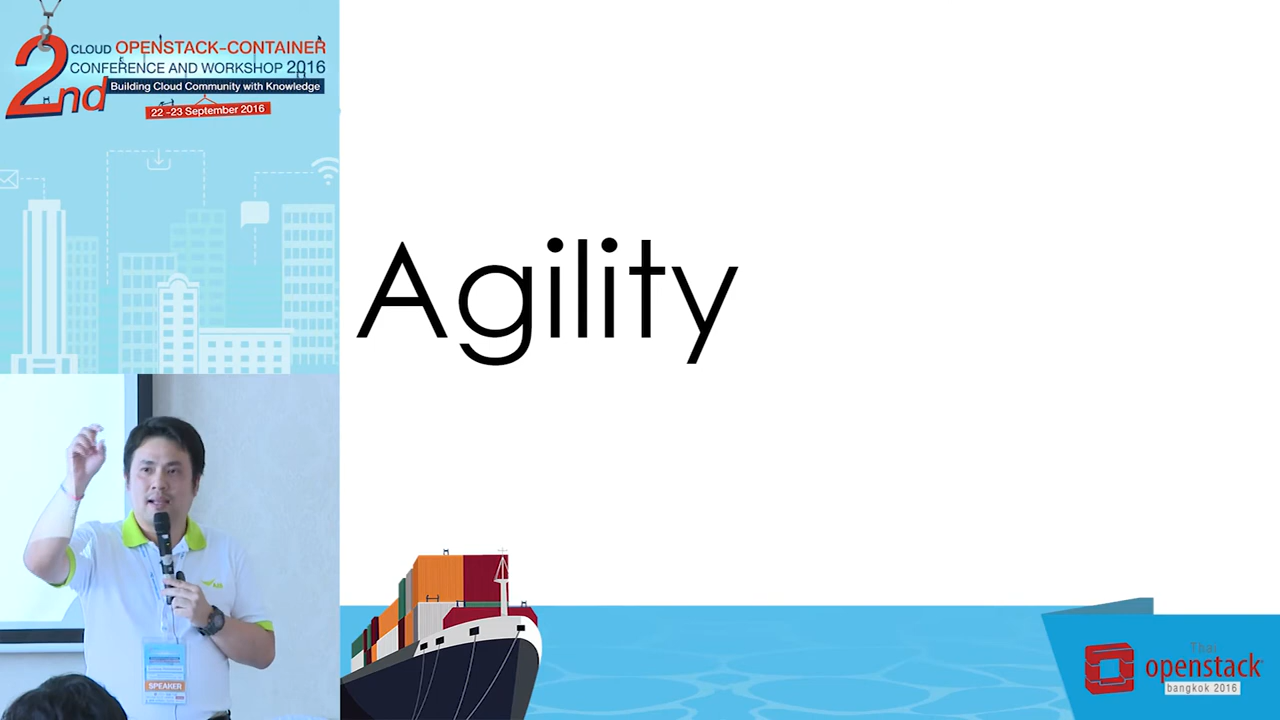 2nd
CLOUD OPENSTACK-CONTAINER
CONFERENCE AND WORKSHOP 2016
Building Cloud Community with Knowledge
22 -23 September 2016
Agility
SPEAKER
Thai
openstack
bangkok 2016